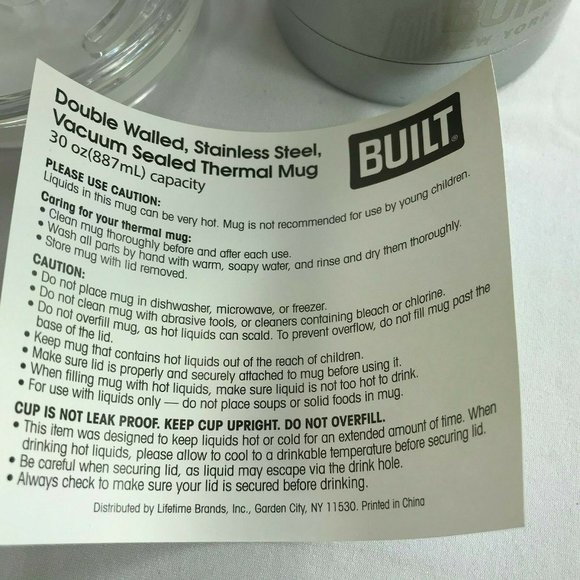 BUILT
NEW YORK
Double Walled, Stainless Steel,
Vacuum Sealed Thermal Mug
30 oz(887mL) capacity
BUILT®
PLEASE USE CAUTION:
Liquids in this mug can be very hot. Mug is not recommended for use by young children.
Caring for your thermal mug:
• Clean mug thoroughly before and after each use.
• Wash all parts by hand with warm, soapy water, and rinse and dry them thoroughly.
• Store mug with lid removed.
CAUTION:
• Do not place mug in dishwasher, microwave, or freezer.
• Do not clean mug with abrasive tools, or cleaners containing bleach or chlorine.
• Do not overfill mug, as hot liquids can scald. To prevent overflow, do not fill mug past the
base of the lid.
• Keep mug that contains hot liquids out of the reach of children.
• Make sure lid is properly and securely attached to mug before using it.
• When filling mug with hot liquids, make sure liquid is not too hot to drink.
• For use with liquids only — do not place soups or solid foods in mug.
CUP IS NOT LEAK PROOF. KEEP CUP UPRIGHT. DO NOT OVERFILL.
• This item was designed to keep liquids hot or cold for an extended amount of time. When
drinking hot liquids, please allow to cool to a drinkable temperature before securing lid.
• Be careful when securing lid, as liquid may escape via the drink hole.
• Always check to make sure your lid is secured before drinking.
Distributed by Lifetime Brands, Inc., Garden City, NY 11530. Printed in China